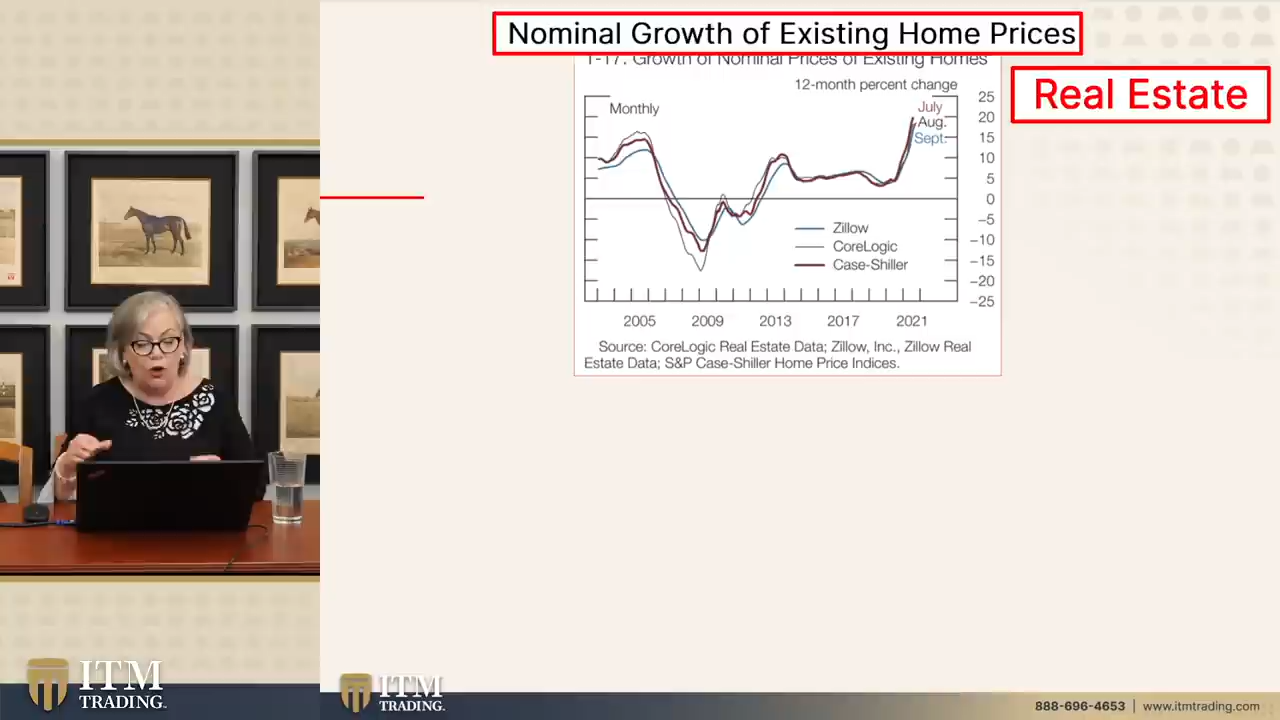 Nominal Growth of Existing Home Prices
1-17. Growth of Nominal Prices of Existing Homes
Real Estate
12-month percent change
Monthly
July
Aug.
Sept.
25
20
15
10
5
0
−5
−10
−15
−20
−25
Zillow
CoreLogic
Case-Shiller
2005 2009 2013 2017 2021
Source: CoreLogic Real Estate Data; Zillow, Inc., Zillow Real
Estate Data; S&P Case-Shiller Home Price Indices.
ITM
TRADING.
ITM
TRADING.
888-696-4653 | www.itmtrading.com